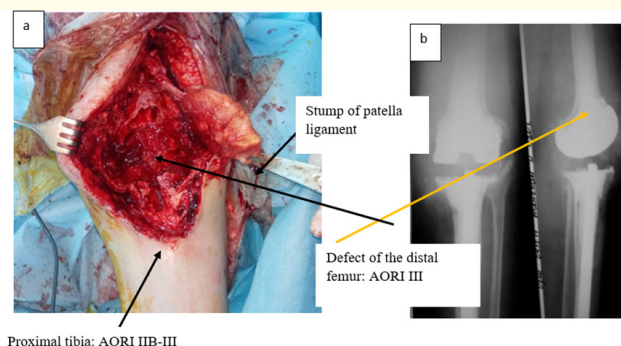 a
b
Stump of patella
ligament
Defect of the distal
femur: AORI III
Proximal tibia: AORI IIB-III